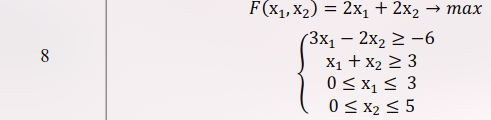 F(x₁, x₂) = 2x₁ + 2x₂ → max
8
3x₁ − 2x₂ ≥ −6
x₁ + x₂ ≥ 3
0 ≤ x₁ ≤ 3
0 ≤ x₂ ≤ 5